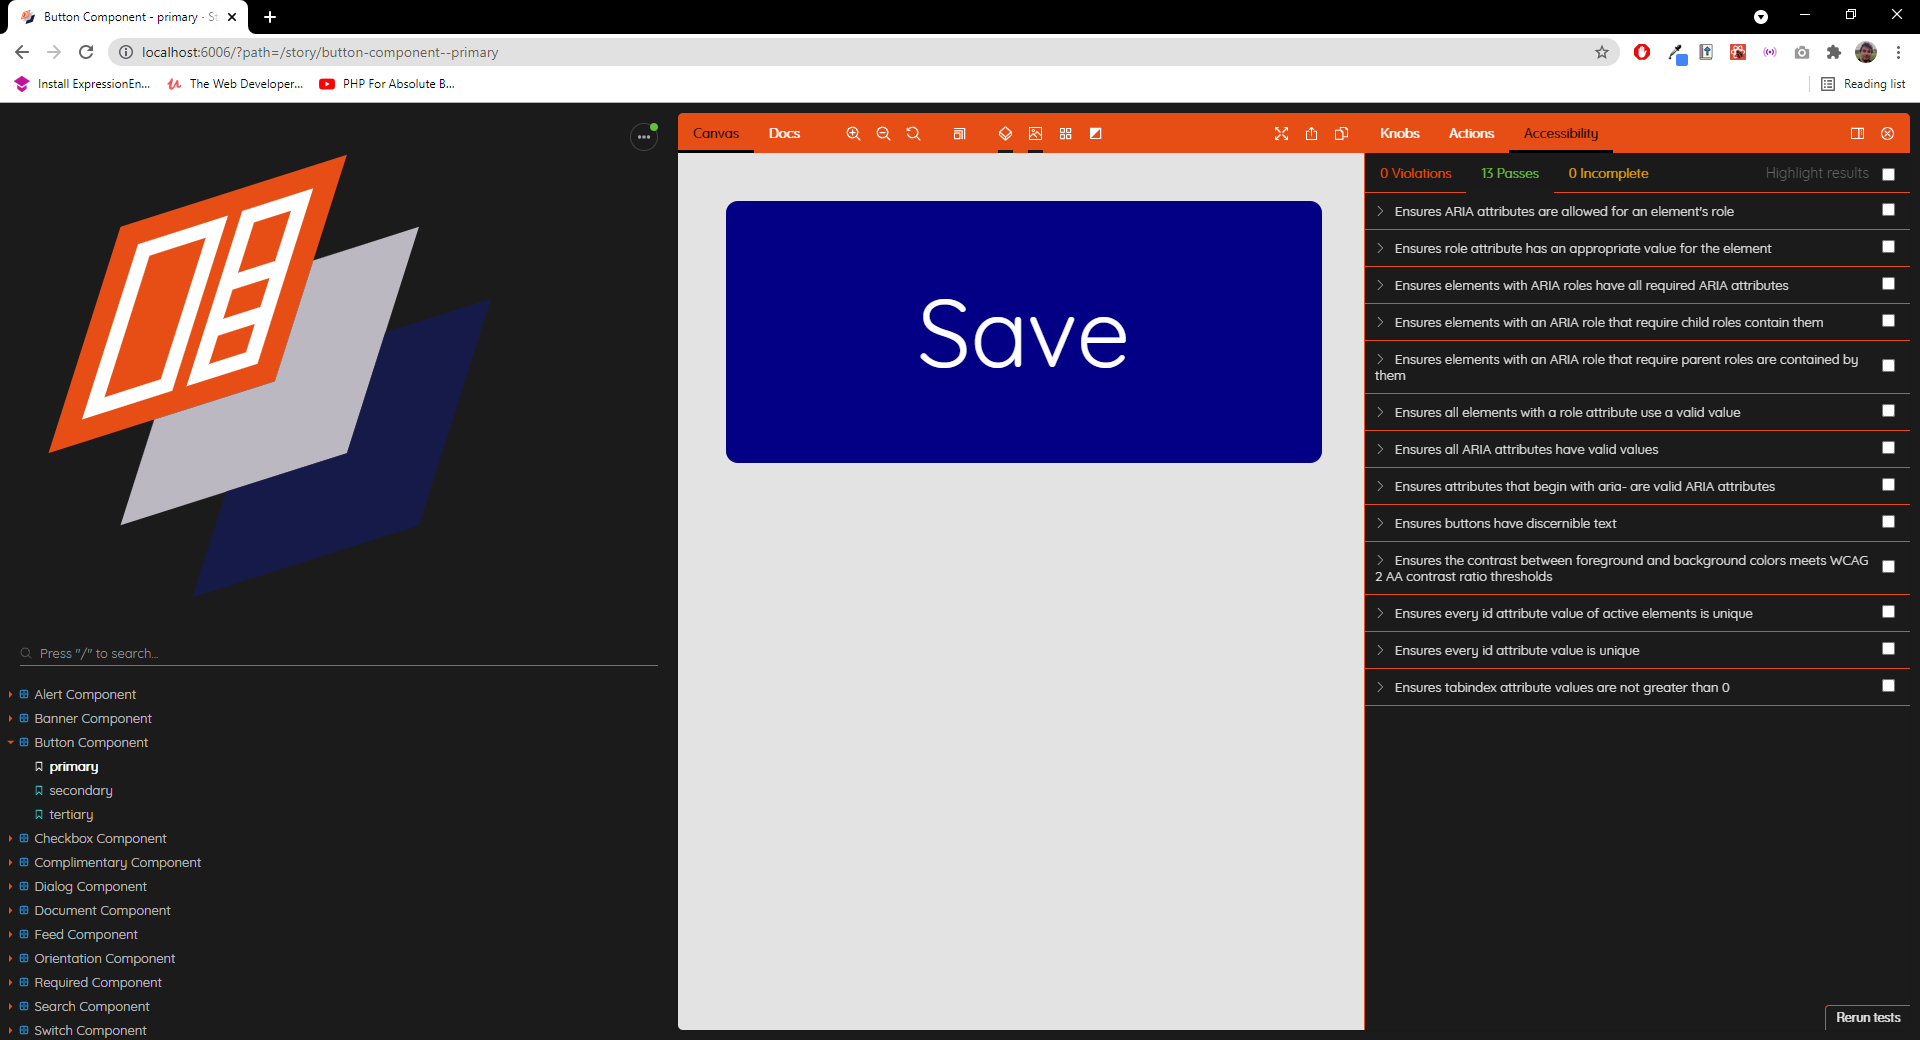 Button Component - primary - St
localhost:6006/?path=/story/button-component--primary
Install ExpressionEn...
The Web Developer...
PHP For Absolute B...
Reading list
Press "/" to search...
Alert Component
Banner Component
Button Component
primary
secondary
tertiary
Checkbox Component
Complimentary Component
Dialog Component
Document Component
Feed Component
Orientation Component
Required Component
Search Component
Switch Component
Canvas
Docs
Save
Knobs
Actions
Accessibility
0 Violations
13 Passes
0 Incomplete
Highlight results
Ensures ARIA attributes are allowed for an element's role
Ensures role attribute has an appropriate value for the element
Ensures elements with ARIA roles have all required ARIA attributes
Ensures elements with an ARIA role that require child roles contain them
Ensures elements with an ARIA role that require parent roles are contained by
them
Ensures all elements with a role attribute use a valid value
Ensures all ARIA attributes have valid values
Ensures attributes that begin with aria- are valid ARIA attributes
Ensures buttons have discernible text
Ensures the contrast between foreground and background colors meets WCAG
2 AA contrast ratio thresholds
Ensures every id attribute value of active elements is unique
Ensures every id attribute value is unique
Ensures tabindex attribute values are not greater than 0
Rerun tests